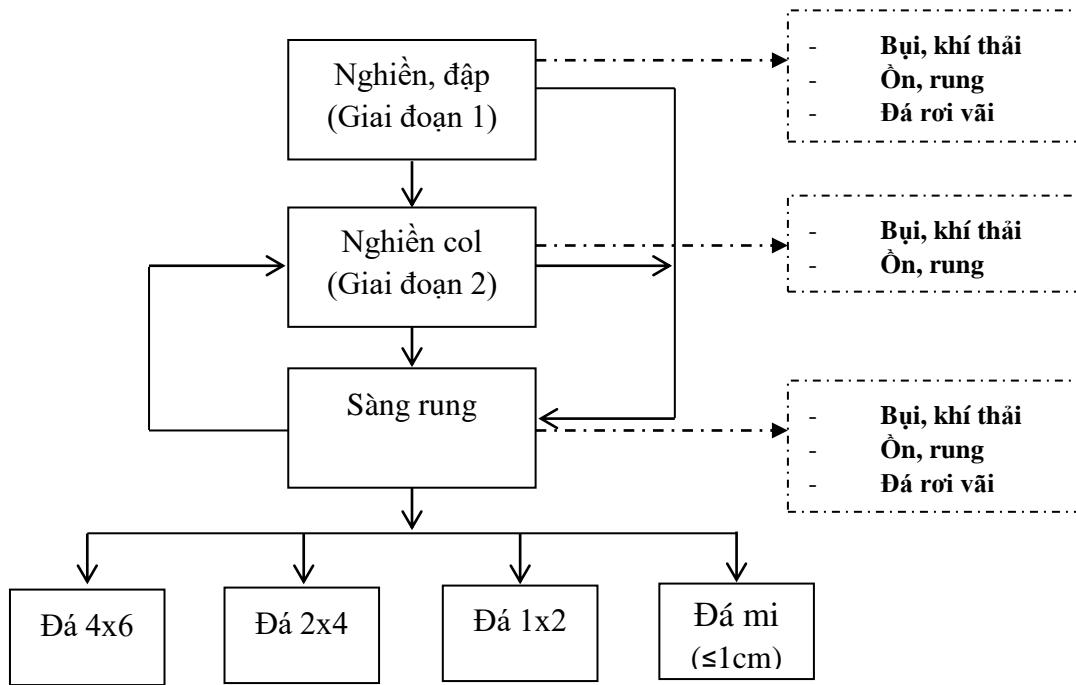 Nghiền, đập
(Giai đoạn 1)
- Bụi, khí thải
- Ồn, rung
- Đá rơi vãi
Nghiền col
(Giai đoạn 2)
- Bụi, khí thải
- Ồn, rung
Sàng rung
- Bụi, khí thải
- Ồn, rung
- Đá rơi vãi
Đá 4x6
Đá 2x4
Đá 1x2
Đá mi
(≤1cm)